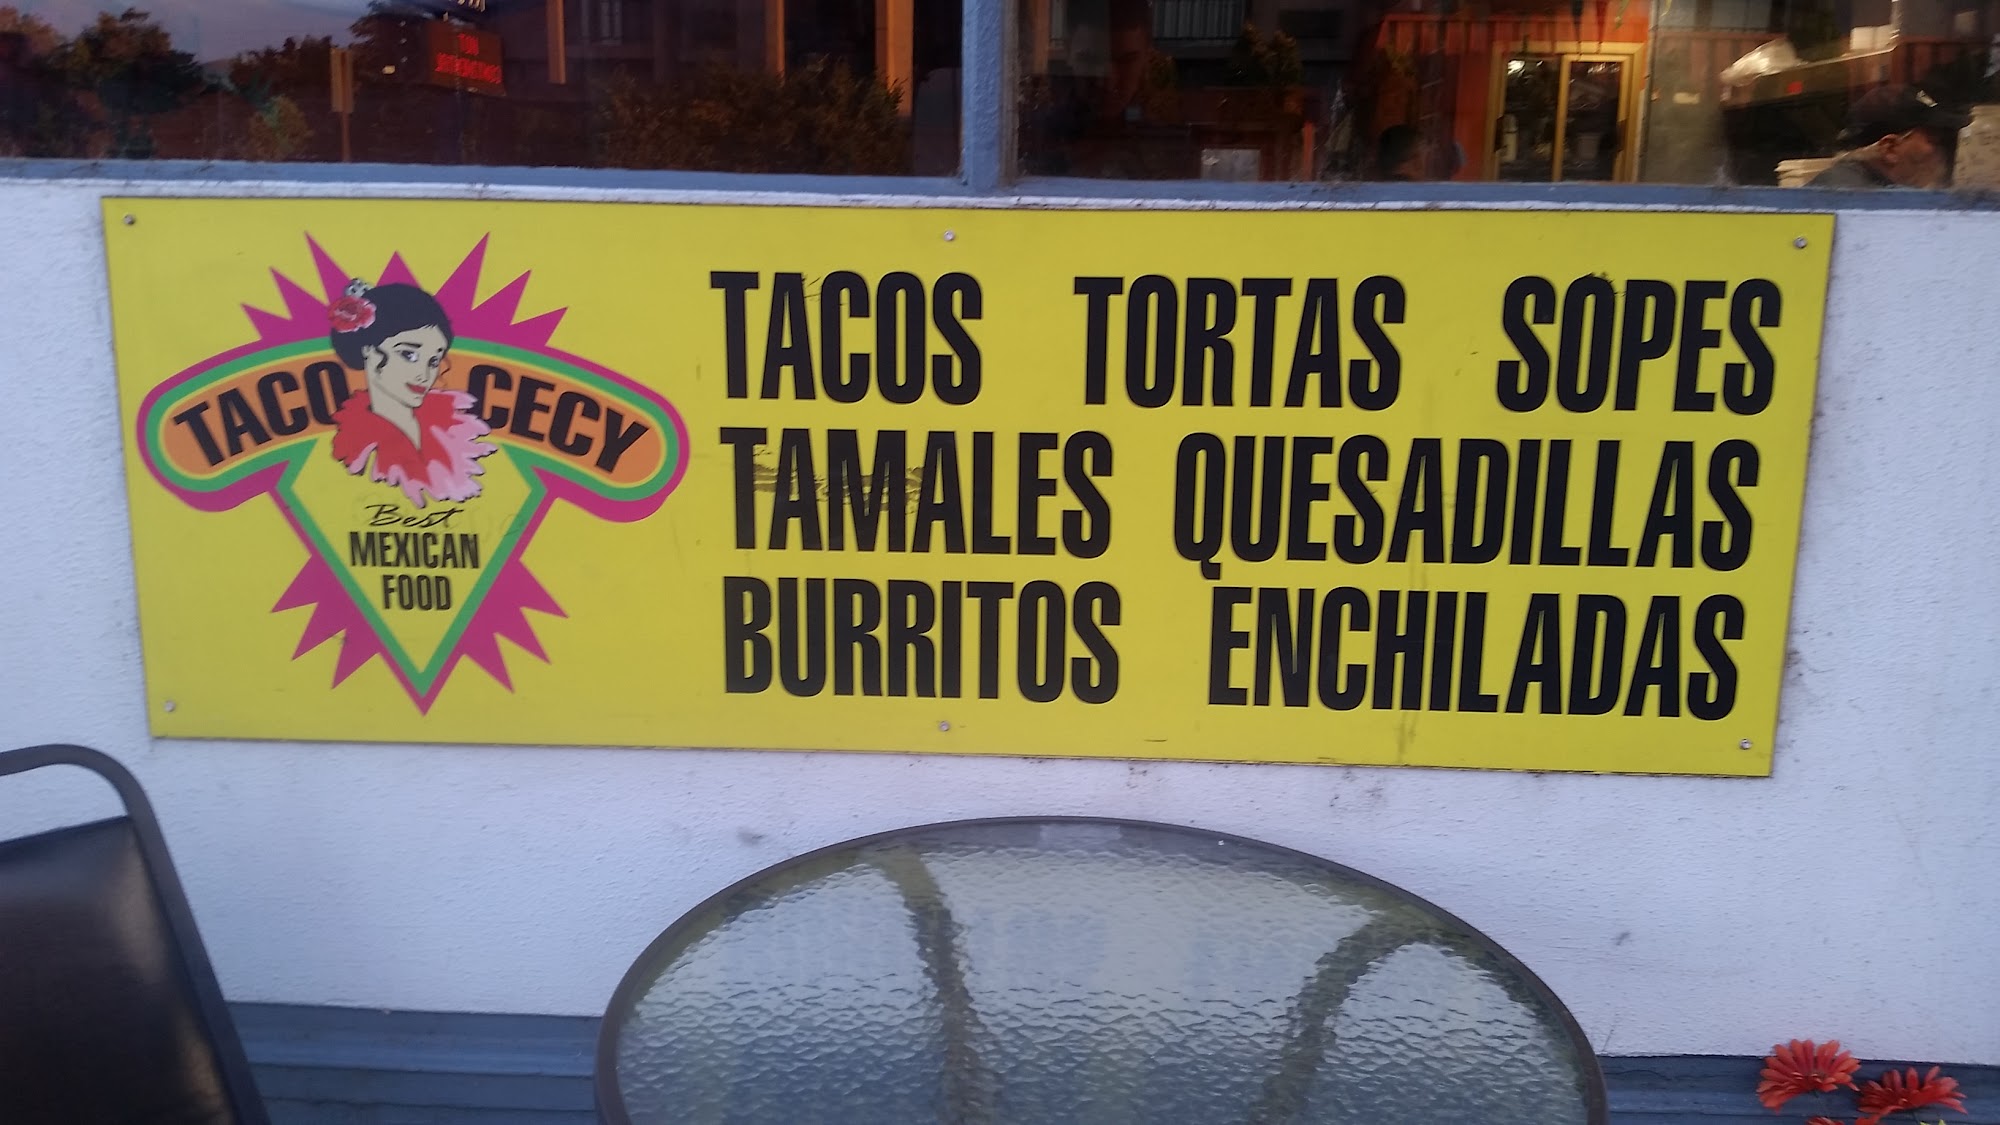 TACO CECY
Best
MEXICAN
FOOD
TACOS TORTAS SOPES
TAMALES QUESADILLAS
BURRITOS ENCHILADAS